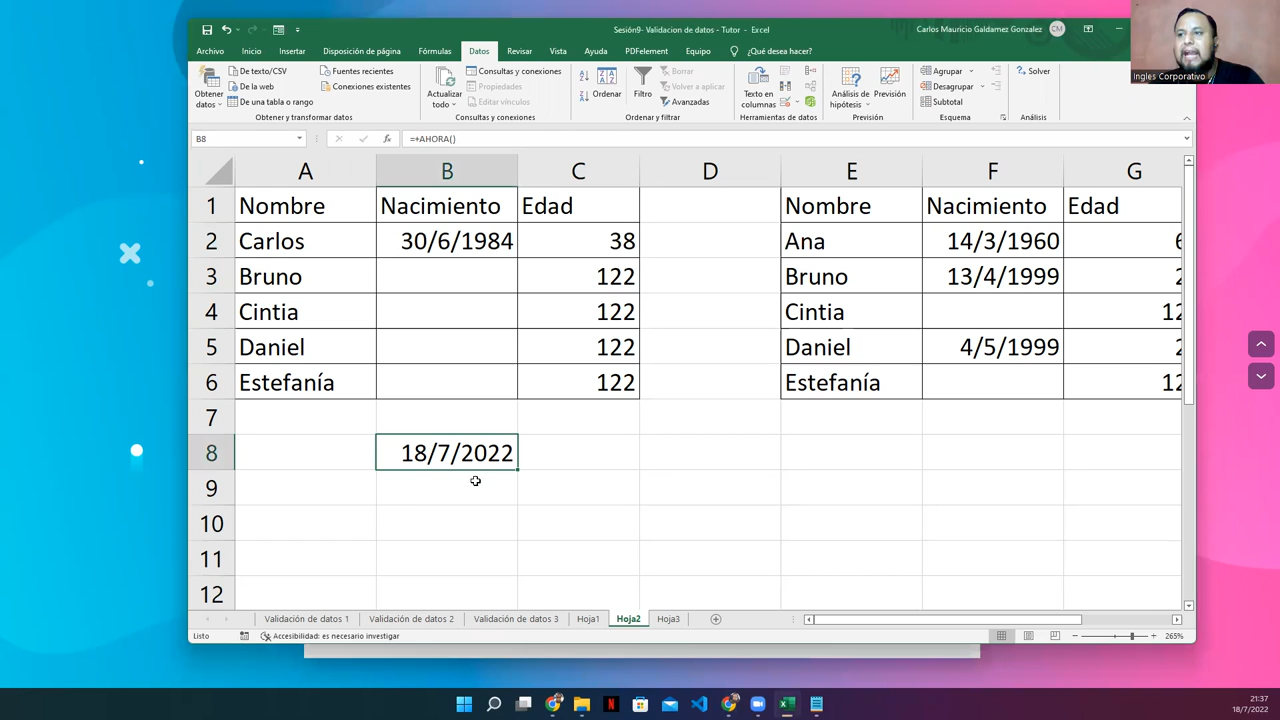 Sesión9- Validacion de datos - Tutor - Excel
Carlos Mauricio Galdamez Gonzalez
CM
Archivo Inicio Insertar Disposición de página Fórmulas Datos Revisar Vista Ayuda PDFelement Equipo ¿Qué desea hacer?
Obtener datos
De texto/CSV
De la web
De una tabla o rango
Fuentes recientes
Conexiones existentes
Obtener y transformar datos
Actualizar todo
Consultas y conexiones
Propiedades
Editar vínculos
Consultas y conexiones
Ordenar
Filtro
Borrar
Volver a aplicar
Avanzadas
Ordenar y filtrar
Texto en columnas
Herramientas de datos
Análisis de hipótesis
Previsión
Previsión
Agrupar
Desagrupar
Subtotal
Esquema
Solver
Análisis
Ingles Corporativo
B8 fx =+AHORA()
A B C D E F G
1 Nombre Nacimiento Edad Nombre Nacimiento Edad
2 Carlos 30/6/1984 38 Ana 14/3/1960 6
3 Bruno 122 Bruno 13/4/1999 2
4 Cintia 122 Cintia 12
5 Daniel 122 Daniel 4/5/1999 2
6 Estefanía 122 Estefanía 12
7
8 18/7/2022
9
10
11
12
Validación de datos 1 Validación de datos 2 Validación de datos 3 Hoja1 Hoja2 Hoja3
Listo Accesibilidad: es necesario investigar 265%
21:37
18/7/2022